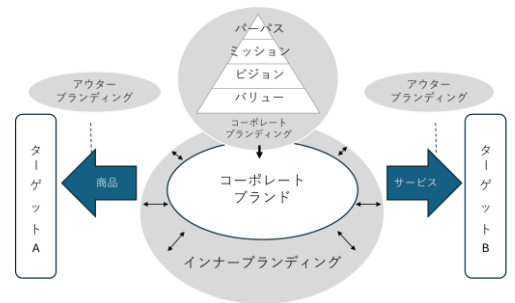 パーパス
ミッション
ビジョン
バリュー
コーポレート
ブランディング
アウター
ブランディング
アウター
ブランディング
ターゲットA
商品
コーポレート
ブランド
サービス
ターゲットB
インナーブランディング